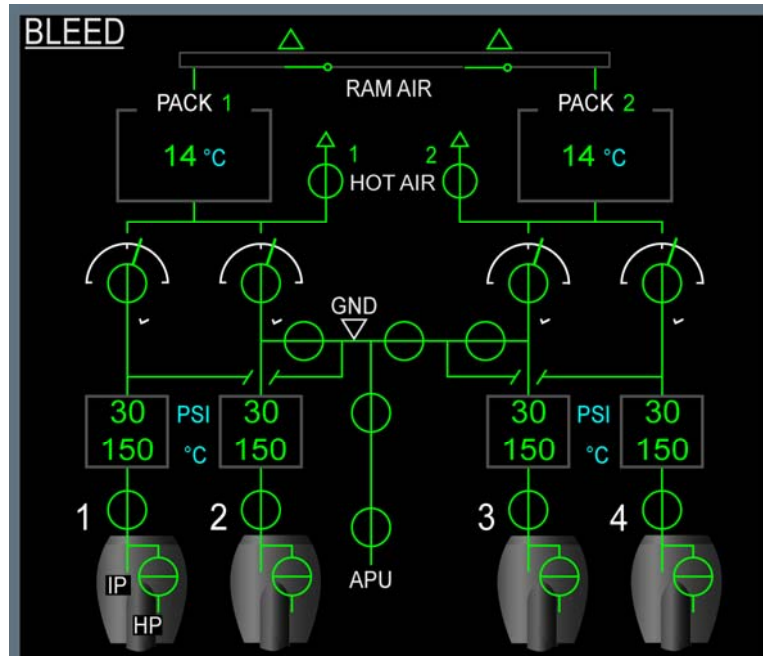 BLEED
RAM AIR
PACK 1 PACK 2
14 °C 14 °C
1 2
HOT AIR
GND
30 PSI 30 30 PSI 30
150 °C 150 150 °C 150
1 2 3 4
APU
IP
HP